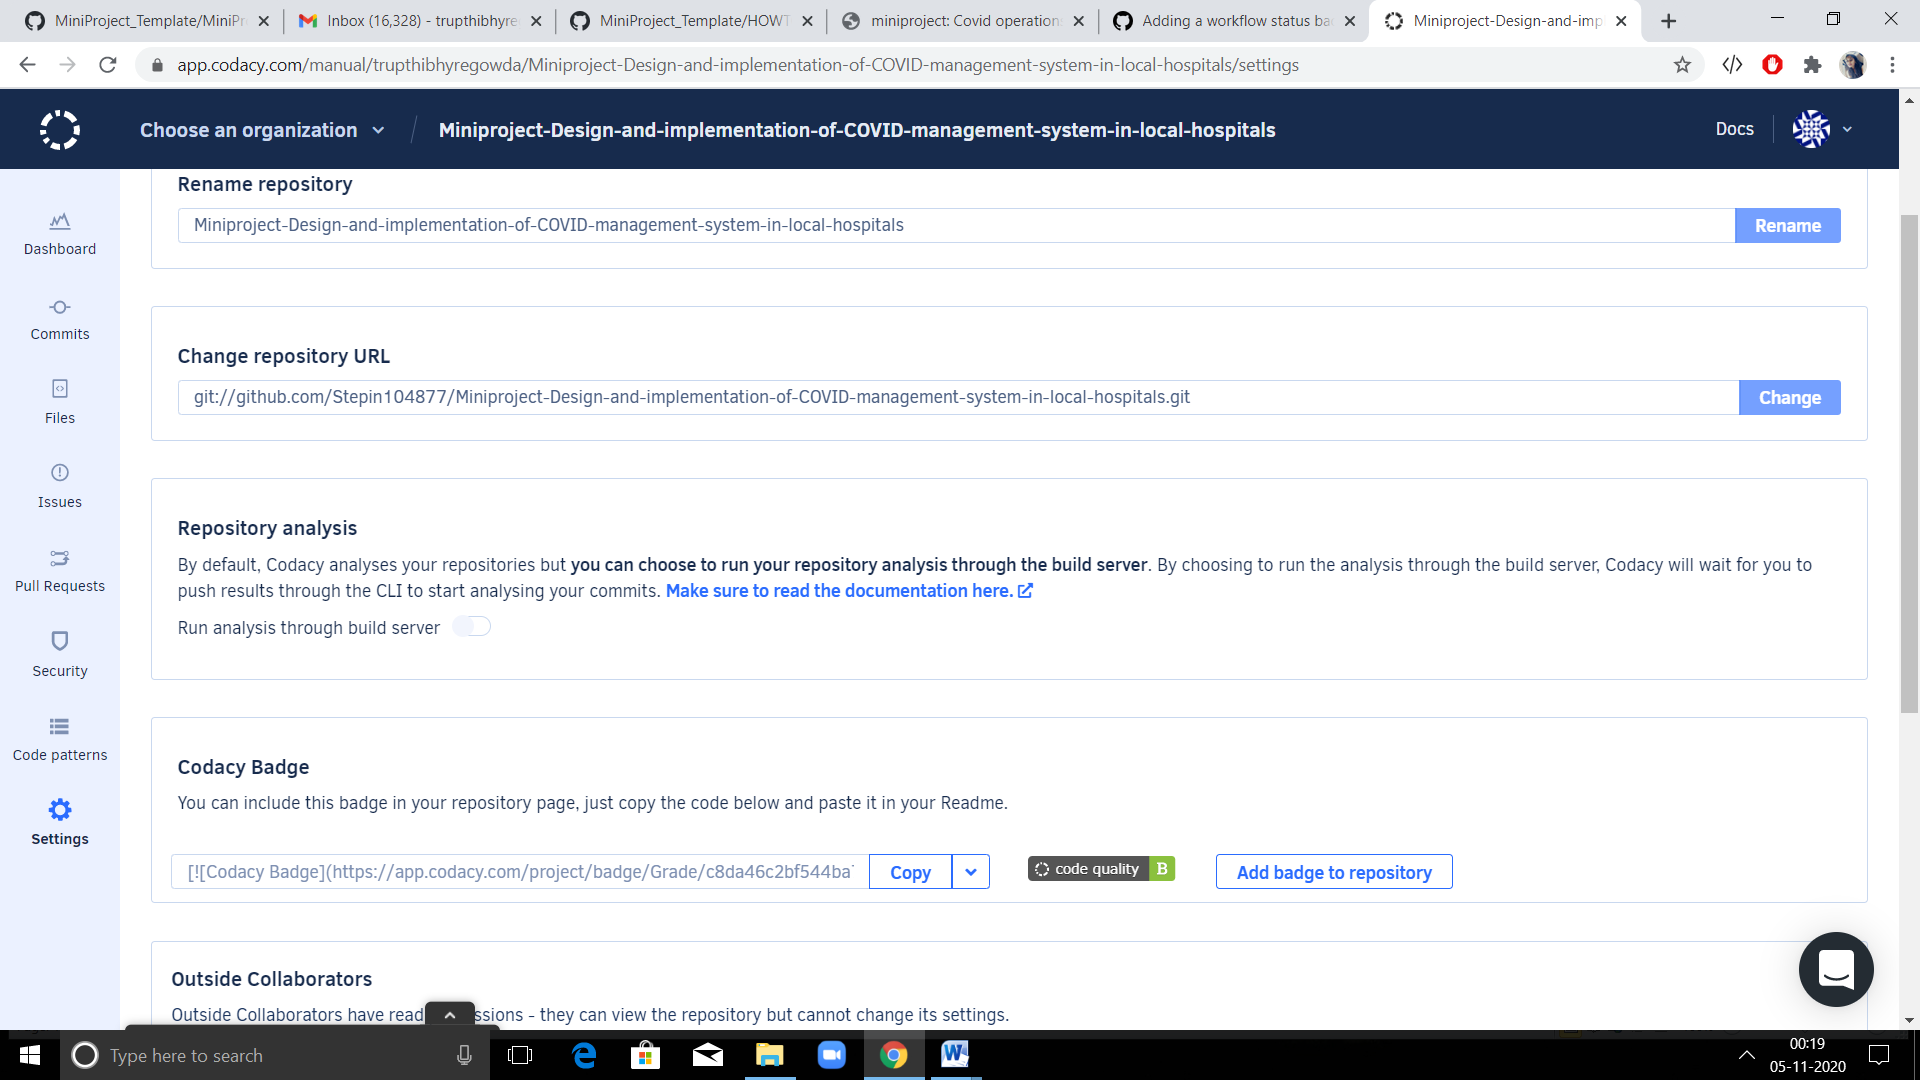 MiniProject_Template/MiniPr
Inbox (16,328) - trupthibhyre
MiniProject_Template/HOWT
miniproject: Covid operation
Adding a workflow status ba
Miniproject-Design-and-imp
app.codacy.com/manual/trupthibhyregowda/Miniproject-Design-and-implementation-of-COVID-management-system-in-local-hospitals/settings
Choose an organization
Miniproject-Design-and-implementation-of-COVID-management-system-in-local-hospitals
Docs
Dashboard
Commits
Files
Issues
Pull Requests
Security
Code patterns
Settings
Rename repository
Miniproject-Design-and-implementation-of-COVID-management-system-in-local-hospitals
Rename
Change repository URL
git://github.com/Stepin104877/Miniproject-Design-and-implementation-of-COVID-management-system-in-local-hospitals.git
Change
Repository analysis
By default, Codacy analyses your repositories but you can choose to run your repository analysis through the build server. By choosing to run the analysis through the build server, Codacy will wait for you to
push results through the CLI to start analysing your commits. Make sure to read the documentation here.
Run analysis through build server
Codacy Badge
You can include this badge in your repository page, just copy the code below and paste it in your Readme.
[![Codacy Badge](https://app.codacy.com/project/badge/Grade/c8da46c2bf544ba
Copy
code quality B
Add badge to repository
Outside Collaborators
Outside Collaborators have read ssions - they can view the repository but cannot change its settings.
Type here to search
00:19
05-11-2020